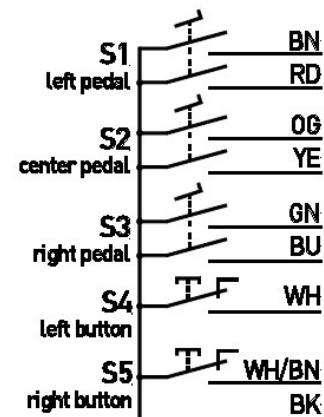 S1 BN
left pedal RD
S2 OG
center pedal YE
S3 GN
right pedal BU
S4 WH
left button
S5 WH/BN
right button BK